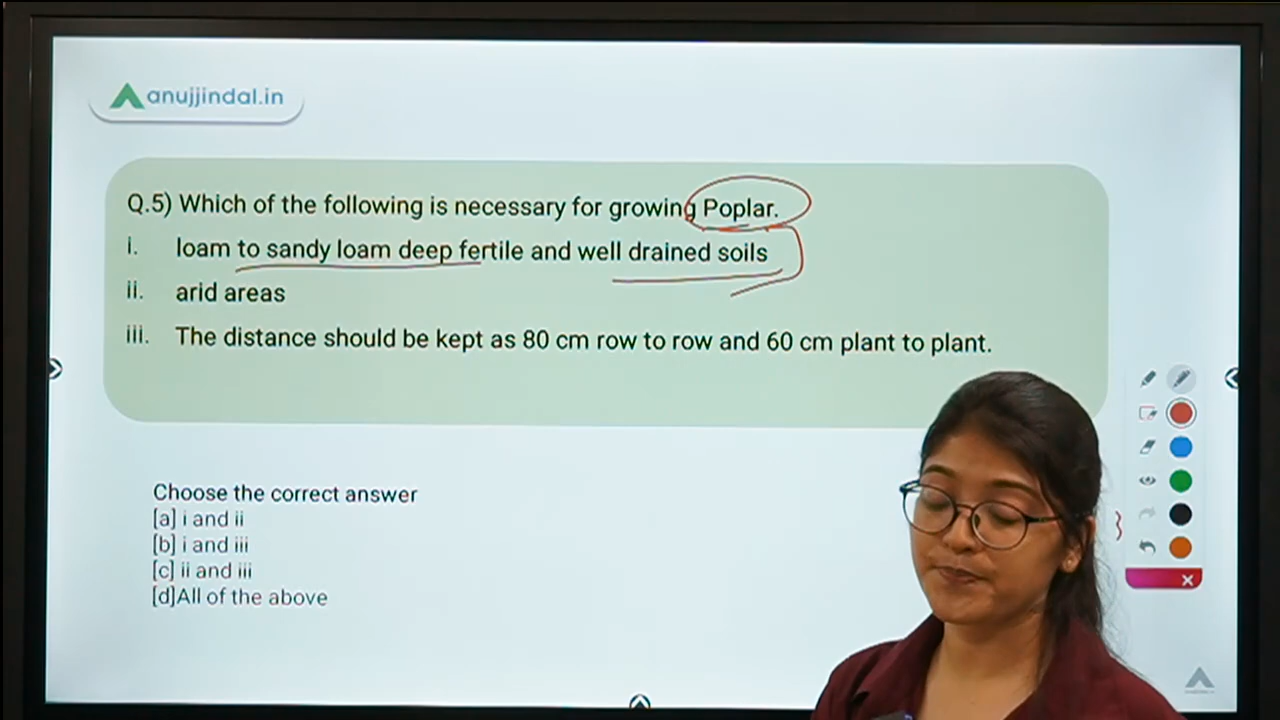 anujjindal.in
Q.5) Which of the following is necessary for growing Poplar.
i. loam to sandy loam deep fertile and well drained soils
ii. arid areas
iii. The distance should be kept as 80 cm row to row and 60 cm plant to plant.
Choose the correct answer
[a] i and ii
[b] i and iii
[c] ii and iii
[d]All of the above